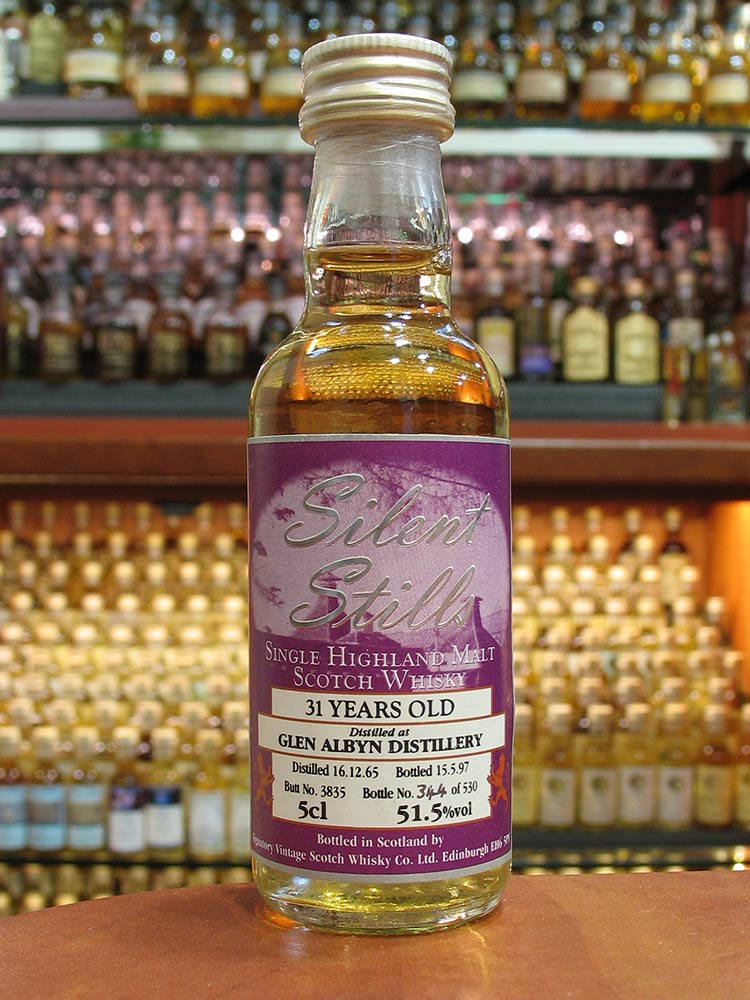 Silent
Stills
Single Highland Malt
Scotch Whisky
31 YEARS OLD
Distilled at
GLEN ALBYN DISTILLERY
Distilled 16.12.65 Bottled 15.5.97
Butt No. 3835 Bottle No. 344 of 530
5cl 51.5%vol
Bottled in Scotland by
Signatory Vintage Scotch Whisky Co. Ltd. Edinburgh EH6